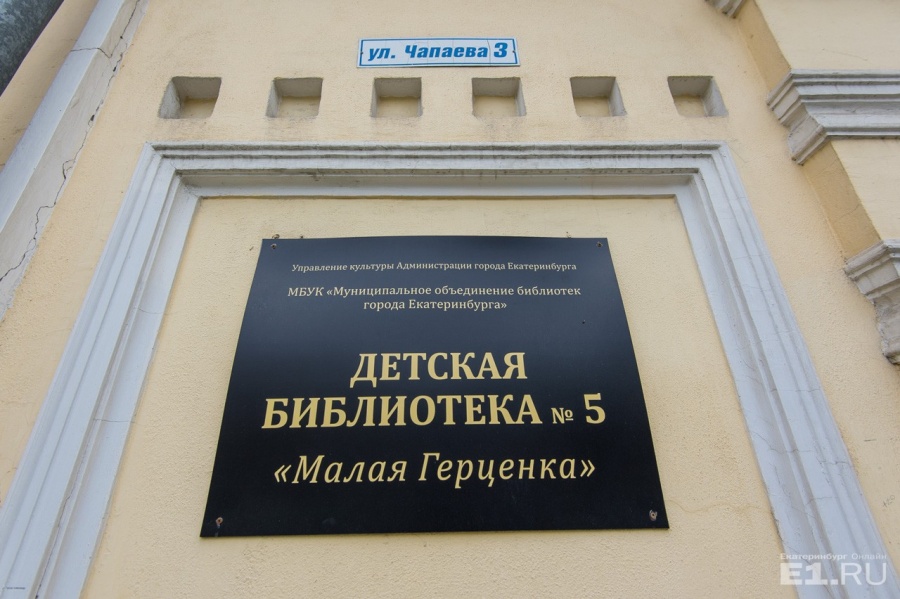 ул. Чапаева 3
Управление культуры Администрации города Екатеринбурга
МБУК «Муниципальное объединение библиотек
города Екатеринбурга»
ДЕТСКАЯ
БИБЛИОТЕКА № 5
«Малая Герценка»
Екатеринбург Онлайн
E1.RU